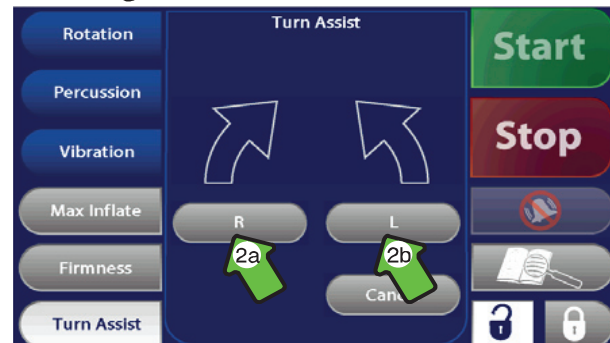 Turn Assist
Rotation
Percussion
Vibration
Max Inflate
Firmness
Turn Assist
R
L
2a
2b
Start
Stop